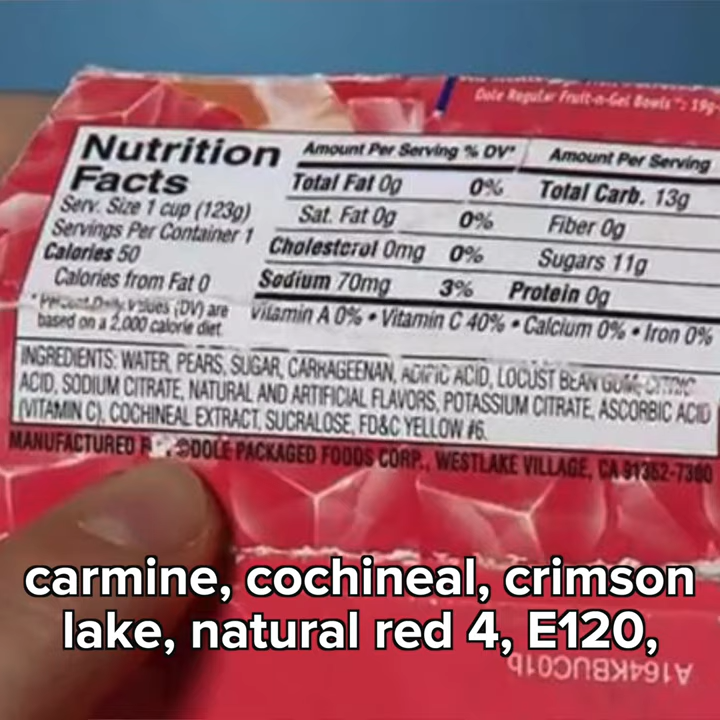 Dole Regular Fruit-n-Gel Bowls
Nutrition
Facts
Serv. Size 1 cup (123g)
Servings Per Container 1
Calories 50
Calories from Fat 0
*Percent Daily Values (DV) are
based on a 2,000 calorie diet
Amount Per Serving % DV*
Total Fat 0g 0%
Sat. Fat 0g 0%
Cholesterol 0mg 0%
Sodium 70mg 3%
Amount Per Serving
Total Carb. 13g
Fiber 0g
Sugars 11g
Protein 0g
Vitamin A 0% • Vitamin C 40% • Calcium 0% • Iron 0%
INGREDIENTS: WATER, PEARS, SUGAR, CARRAGEENAN, ADIPIC ACID, LOCUST BEAN GUM, CITRIC
ACID, SODIUM CITRATE, NATURAL AND ARTIFICIAL FLAVORS, POTASSIUM CITRATE, ASCORBIC ACID
(VITAMIN C), COCHINEAL EXTRACT, SUCRALOSE, FD&C YELLOW #6.
MANUFACTURED DOLE PACKAGED FOODS CORP., WESTLAKE VILLAGE, CA 91362-7300
carmine, cochineal, crimson
lake, natural red 4, E120,
A164KBUC01b